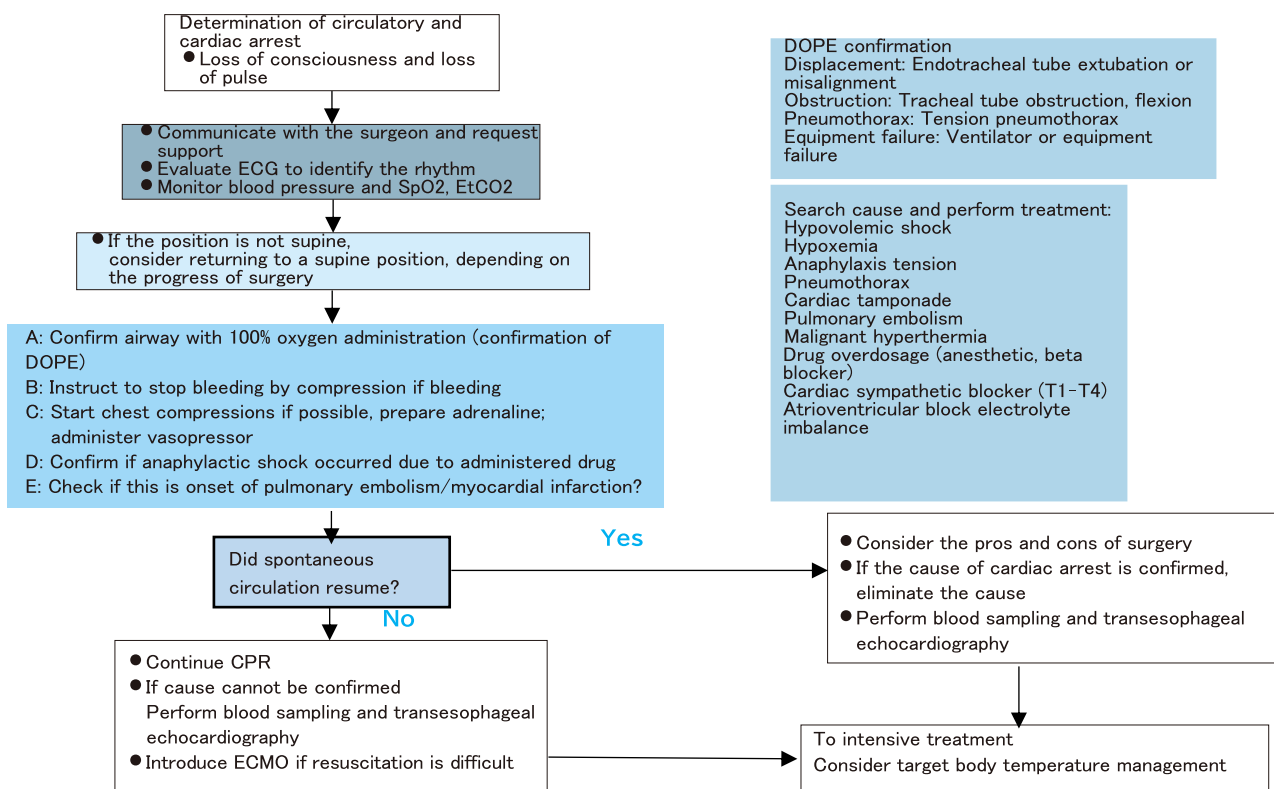 Determination of circulatory and
cardiac arrest
● Loss of consciousness and loss
of pulse
● Communicate with the surgeon and request
support
● Evaluate ECG to identify the rhythm
● Monitor blood pressure and SpO2, EtCO2
● If the position is not supine,
consider returning to a supine position, depending on
the progress of surgery
A: Confirm airway with 100% oxygen administration (confirmation of
DOPE)
B: Instruct to stop bleeding by compression if bleeding
C: Start chest compressions if possible, prepare adrenaline;
administer vasopressor
D: Confirm if anaphylactic shock occurred due to administered drug
E: Check if this is onset of pulmonary embolism/myocardial infarction?
Did spontaneous
circulation resume?
Yes
No
● Continue CPR
● If cause cannot be confirmed
Perform blood sampling and transesophageal
echocardiography
● Introduce ECMO if resuscitation is difficult
DOPE confirmation
Displacement: Endotracheal tube extubation or
misalignment
Obstruction: Tracheal tube obstruction, flexion
Pneumothorax: Tension pneumothorax
Equipment failure: Ventilator or equipment
failure
Search cause and perform treatment:
Hypovolemic shock
Hypoxemia
Anaphylaxis tension
Pneumothorax
Cardiac tamponade
Pulmonary embolism
Malignant hyperthermia
Drug overdosage (anesthetic, beta
blocker)
Cardiac sympathetic blocker (T1-T4)
Atrioventricular block electrolyte
imbalance
● Consider the pros and cons of surgery
● If the cause of cardiac arrest is confirmed,
eliminate the cause
● Perform blood sampling and transesophageal
echocardiography
To intensive treatment
Consider target body temperature management